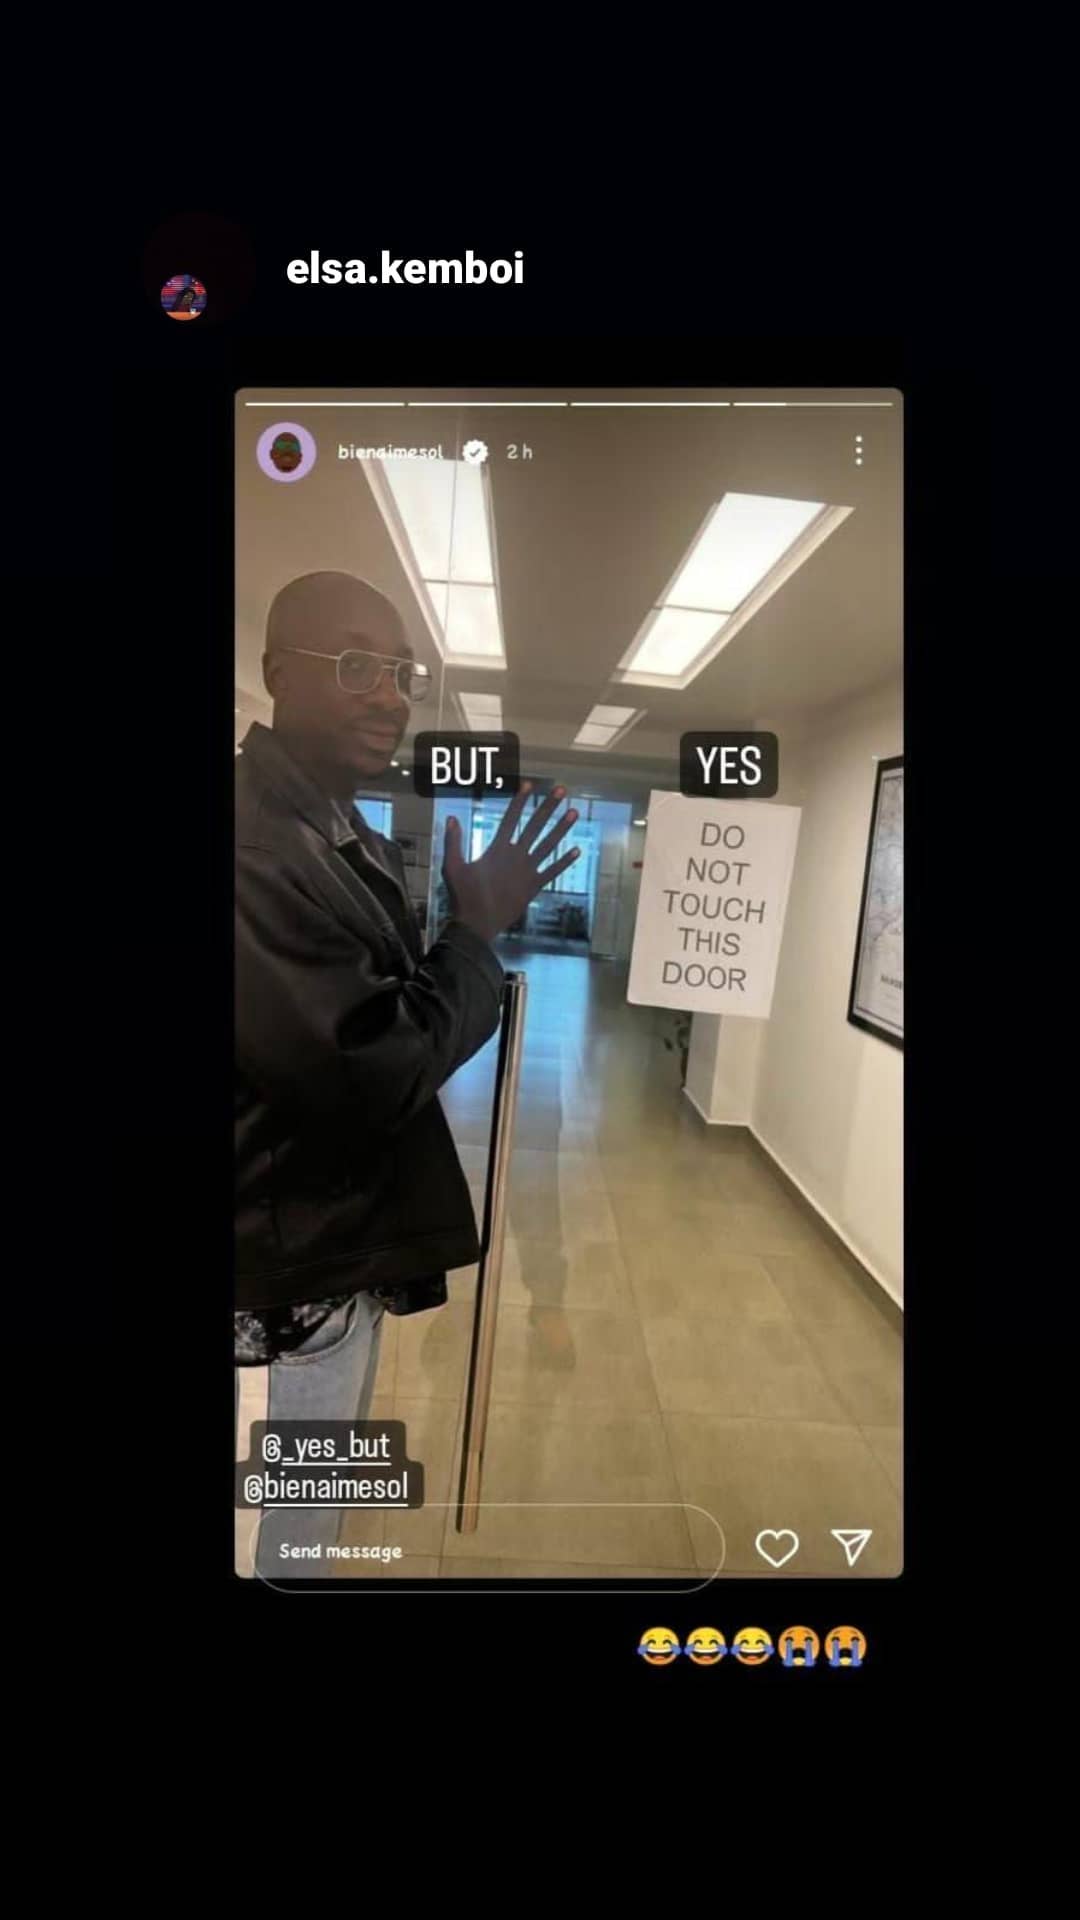 elsa.kemboi
bienaimesol 2 h
BUT,
YES
DO
NOT
TOUCH
THIS
DOOR
@_yes_but
@bienaimesol
Send message
😂😂😂😭😭